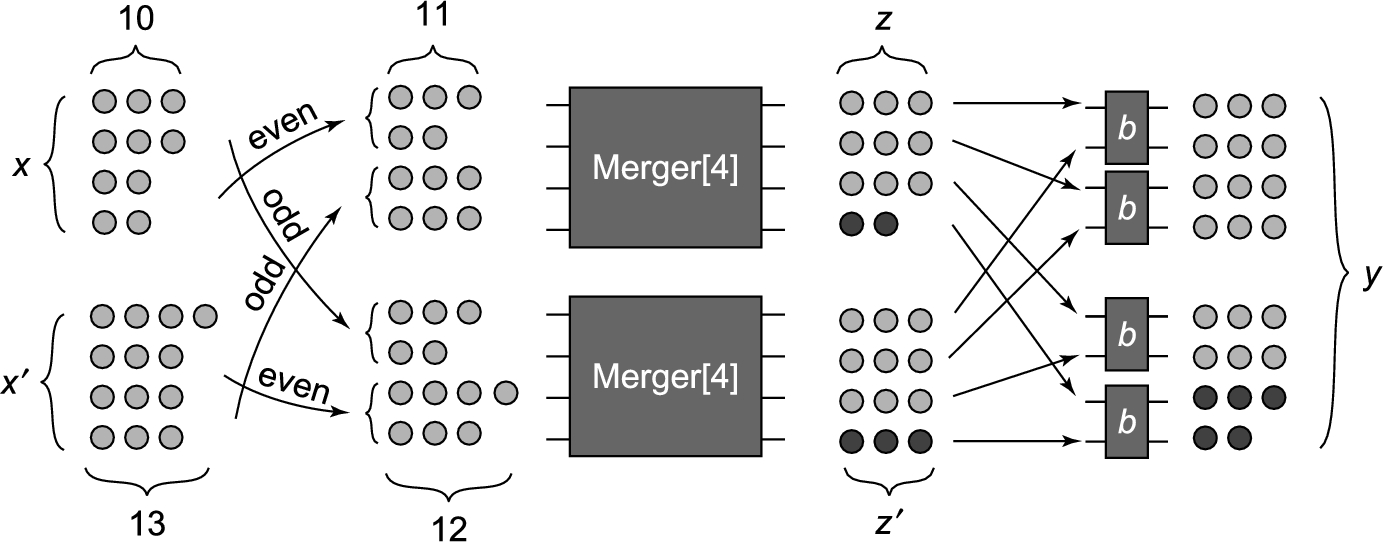 10
11
z
x
even
odd
Merger[4]
b
b
y
x′
odd
even
Merger[4]
b
b
13
12
z′